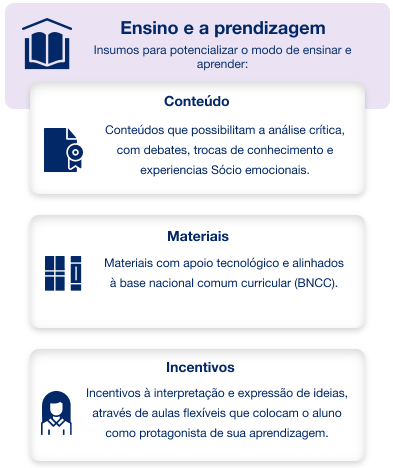 Ensino e a prendizagem
Insumos para potencializar o modo de ensinar e
aprender:
Conteúdo
Conteúdos que possibilitam a análise crítica,
com debates, trocas de conhecimento e
experiencias Sócio emocionais.
Materiais
Materiais com apoio tecnológico e alinhados
à base nacional comum curricular (BNCC).
Incentivos
Incentivos à interpretação e expressão de ideias,
através de aulas flexíveis que colocam o aluno
como protagonista de sua aprendizagem.